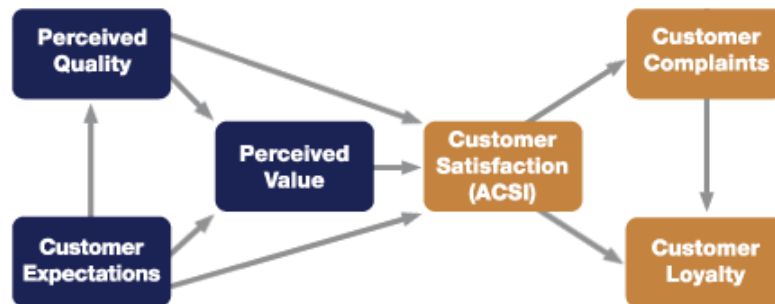 Perceived
Quality
Customer
Complaints
Perceived
Value
Customer
Satisfaction
(ACSI)
Customer
Expectations
Customer
Loyalty